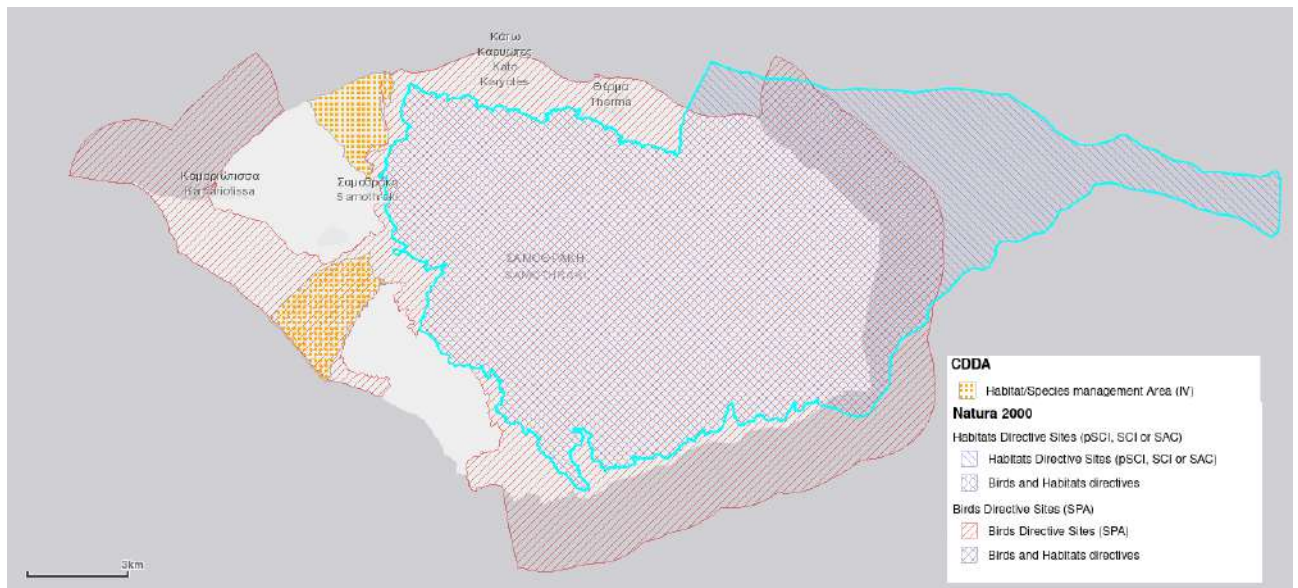 Κάτω
Καρυώτες
Kato
Karyotes
Θέρμα
Therma
Καμαριώτισσα
Kamariotissa
Σαμοθράκη
Samothraki
ΣΑΜΟΘΡΑΚΗ
SAMOTHRAKI
3km
CDDA
Habitat/Species management Area (IV)
Natura 2000
Habitats Directive Sites (pSCI, SCI or SAC)
Habitats Directive Sites (pSCI, SCI or SAC)
Birds and Habitats directives
Birds Directive Sites (SPA)
Birds Directive Sites (SPA)
Birds and Habitats directives